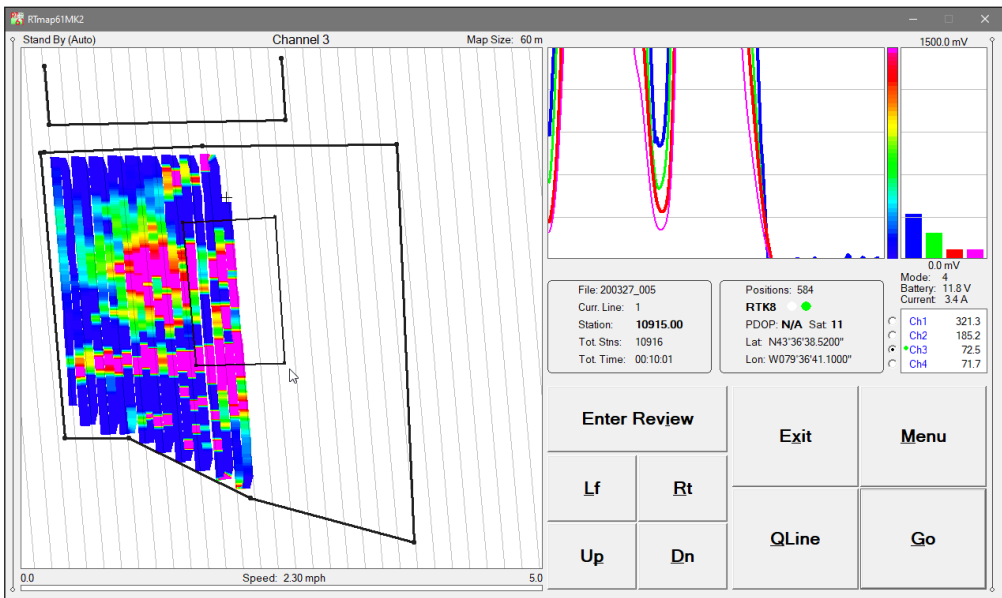 RTmap61MK2
Stand By (Auto) Channel 3 Map Size: 60 m
1500.0 mV
0.0 mV
Mode: 4
Battery: 11.8 V
Current: 3.4 A
File: 200327_005
Curr. Line: 1
Station: 10915.00
Tot. Stns: 10916
Tot. Time: 00:10:01
Positions: 584
RTK8
PDOP: N/A Sat: 11
Lat: N43°36'38.5200"
Lon: W079°36'41.1000"
Ch1 321.3
Ch2 185.2
Ch3 72.5
Ch4 71.7
Enter Review
Exit
Menu
Lf
Rt
Up
Dn
QLine
Go
0.0 Speed: 2.30 mph 5.0